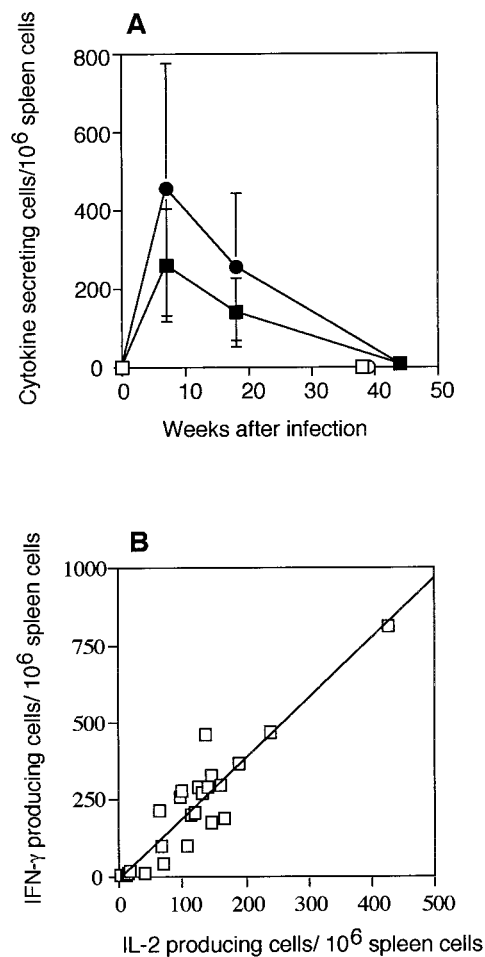 A
Cytokine secreting cells/10⁶ spleen cells
800
600
400
200
0
0 10 20 30 40 50
Weeks after infection
B
IFN-γ producing cells/ 10⁶ spleen cells
1000
750
500
250
0
0 100 200 300 400 500
IL-2 producing cells/ 10⁶ spleen cells